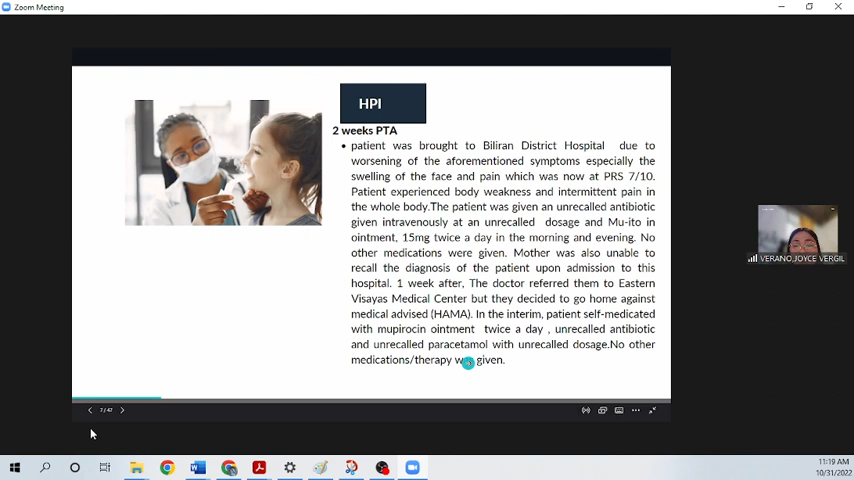 Zoom Meeting
HPI
2 weeks PTA
• patient was brought to Biliran District Hospital due to
worsening of the aforementioned symptoms especially the
swelling of the face and pain which was now at PRS 7/10.
Patient experienced body weakness and intermittent pain in
the whole body.The patient was given an unrecalled antibiotic
given intravenously at an unrecalled dosage and Mu-ito in
ointment, 15mg twice a day in the morning and evening. No
other medications were given. Mother was also unable to
recall the diagnosis of the patient upon admission to this
hospital. 1 week after, The doctor referred them to Eastern
Visayas Medical Center but they decided to go home against
medical advised (HAMA). In the interim, patient self-medicated
with mupirocin ointment twice a day , unrecalled antibiotic
and unrecalled paracetamol with unrecalled dosage.No other
medications/therapy given.
VERANO,JOYCE VERGIL
7/42
11:19 AM
10/31/2022